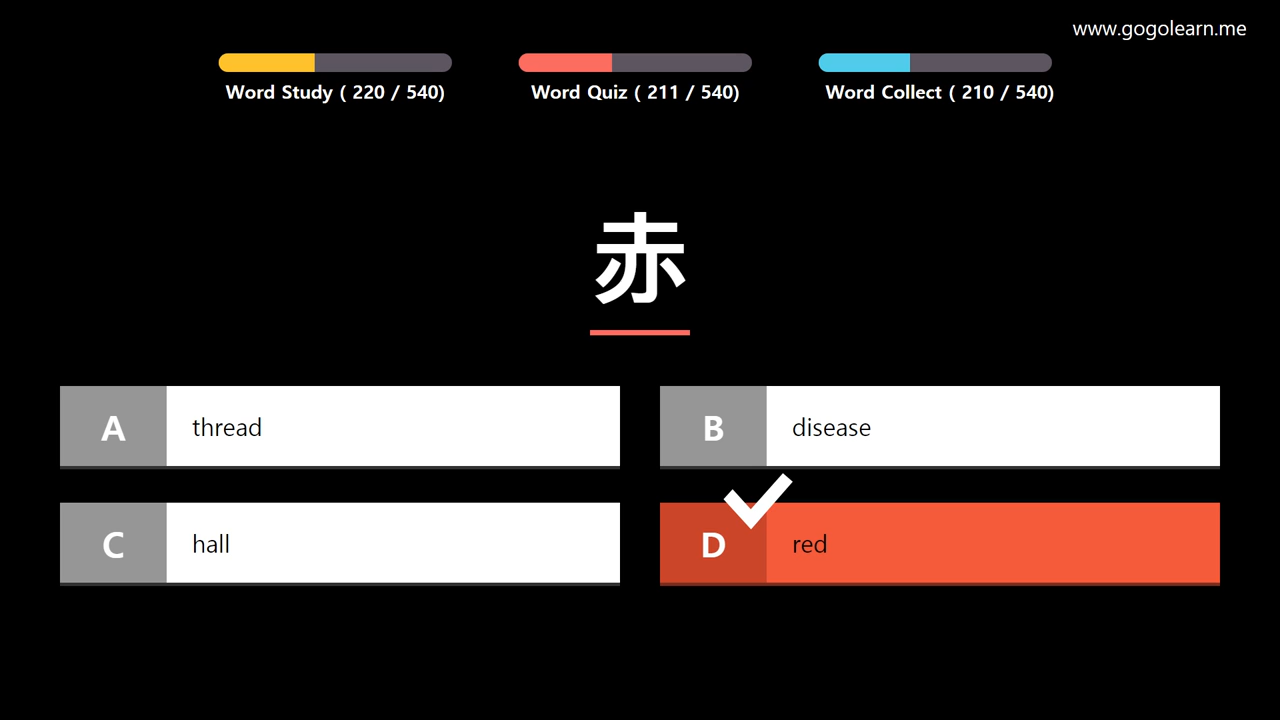 www.gogolearn.me
Word Study ( 220 / 540)
Word Quiz ( 211 / 540)
Word Collect ( 210 / 540)
赤
A thread
B disease
C hall
D red